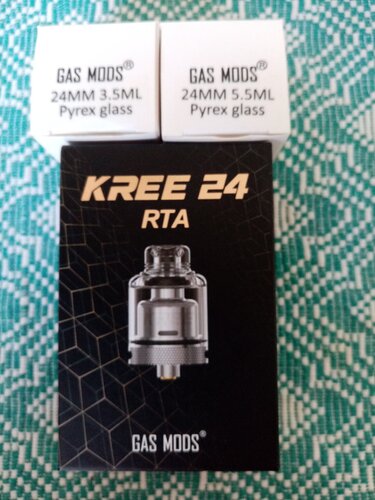 GAS MODS®
24MM 3.5ML
Pyrex glass
GAS MODS®
24MM 5.5ML
Pyrex glass
KREE 24
RTA
GAS MODS®